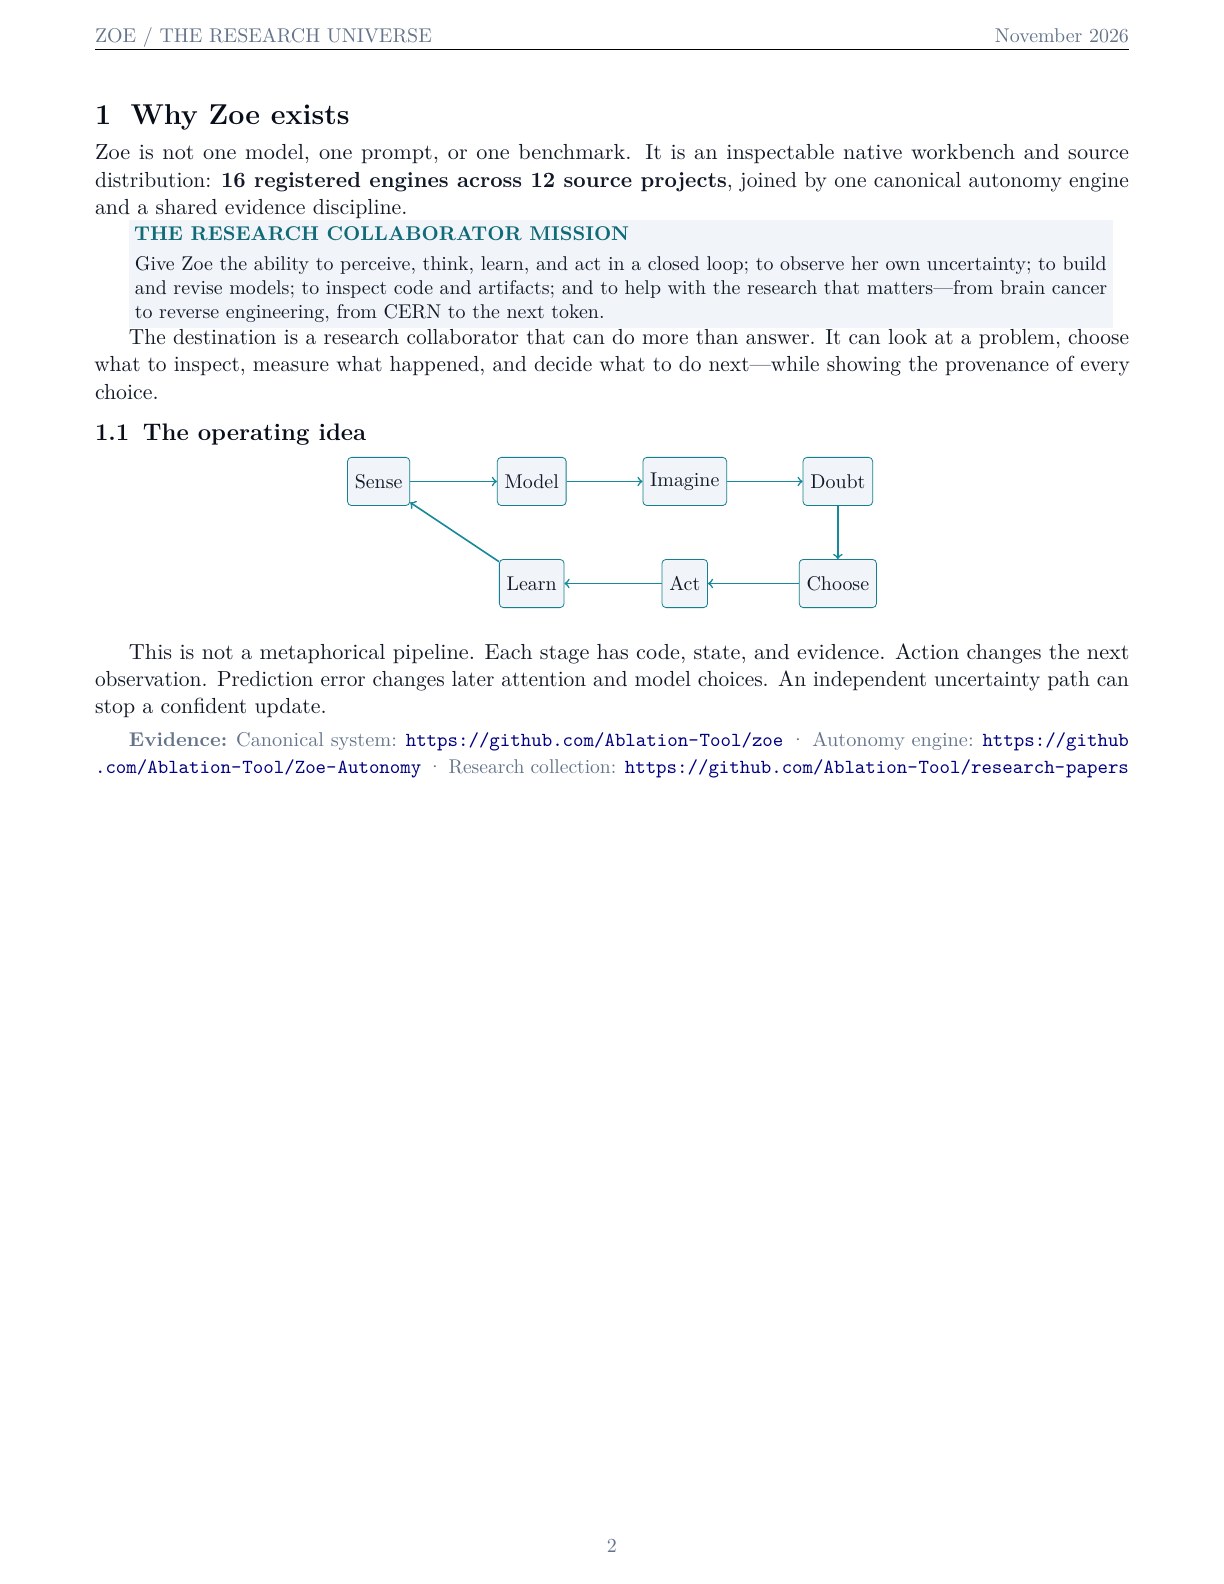 ZOE / THE RESEARCH UNIVERSE November 2026
1 Why Zoe exists
Zoe is not one model, one prompt, or one benchmark. It is an inspectable native workbench and source
distribution: 16 registered engines across 12 source projects, joined by one canonical autonomy engine
and a shared evidence discipline.
THE RESEARCH COLLABORATOR MISSION
Give Zoe the ability to perceive, think, learn, and act in a closed loop; to observe her own uncertainty; to build
and revise models; to inspect code and artifacts; and to help with the research that matters—from brain cancer
to reverse engineering, from CERN to the next token.
The destination is a research collaborator that can do more than answer. It can look at a problem, choose
what to inspect, measure what happened, and decide what to do next—while showing the provenance of every
choice.
1.1 The operating idea
Sense Model Imagine Doubt
Learn Act Choose
This is not a metaphorical pipeline. Each stage has code, state, and evidence. Action changes the next
observation. Prediction error changes later attention and model choices. An independent uncertainty path can
stop a confident update.
Evidence: Canonical system: https://github.com/Ablation-Tool/zoe · Autonomy engine: https://github
.com/Ablation-Tool/Zoe-Autonomy · Research collection: https://github.com/Ablation-Tool/research-papers
2